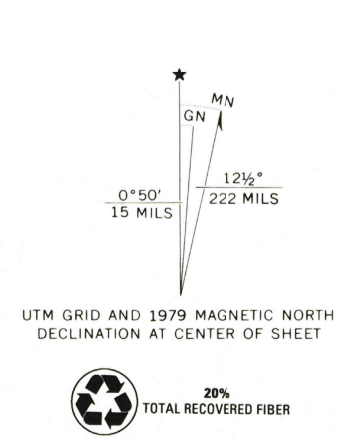 ★
MN
GN
0°50'
15 MILS
12½°
222 MILS
UTM GRID AND 1979 MAGNETIC NORTH
DECLINATION AT CENTER OF SHEET
20%
TOTAL RECOVERED FIBER